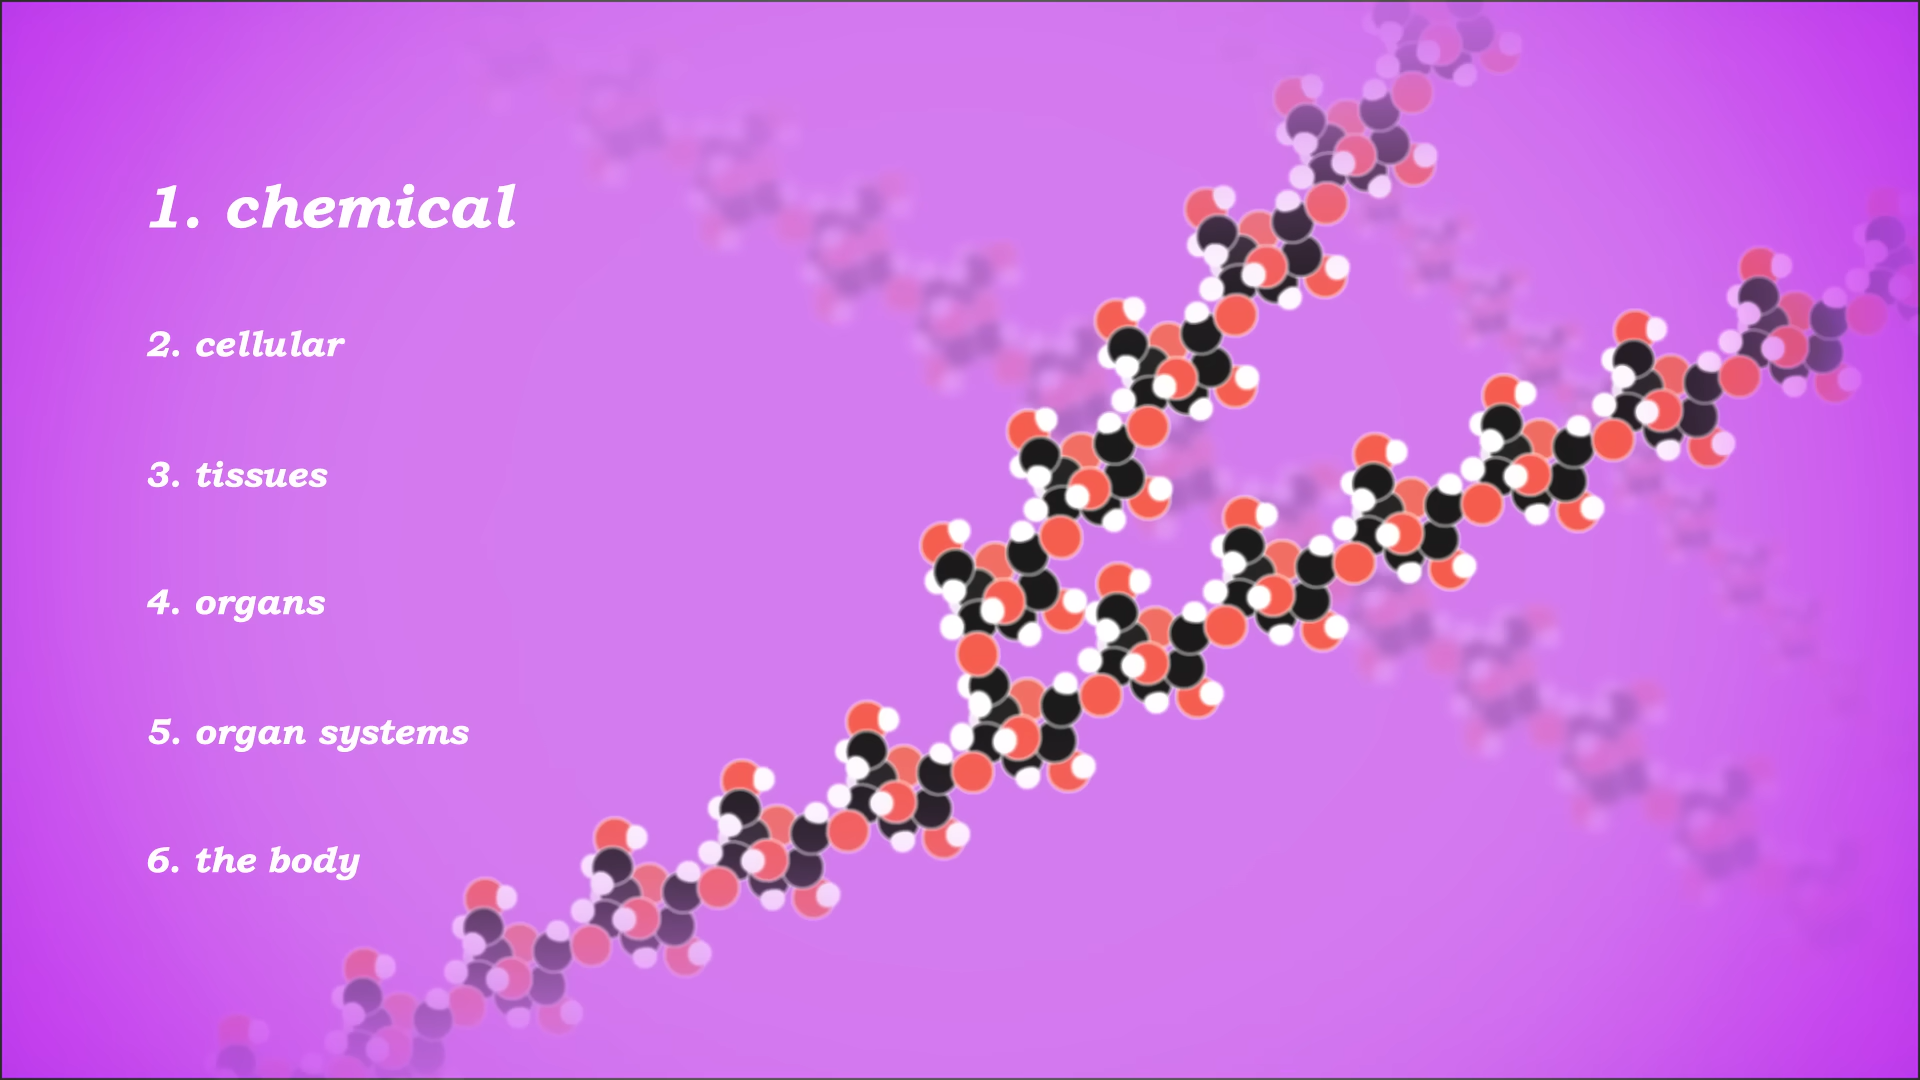 1. chemical
2. cellular
3. tissues
4. organs
5. organ systems
6. the body